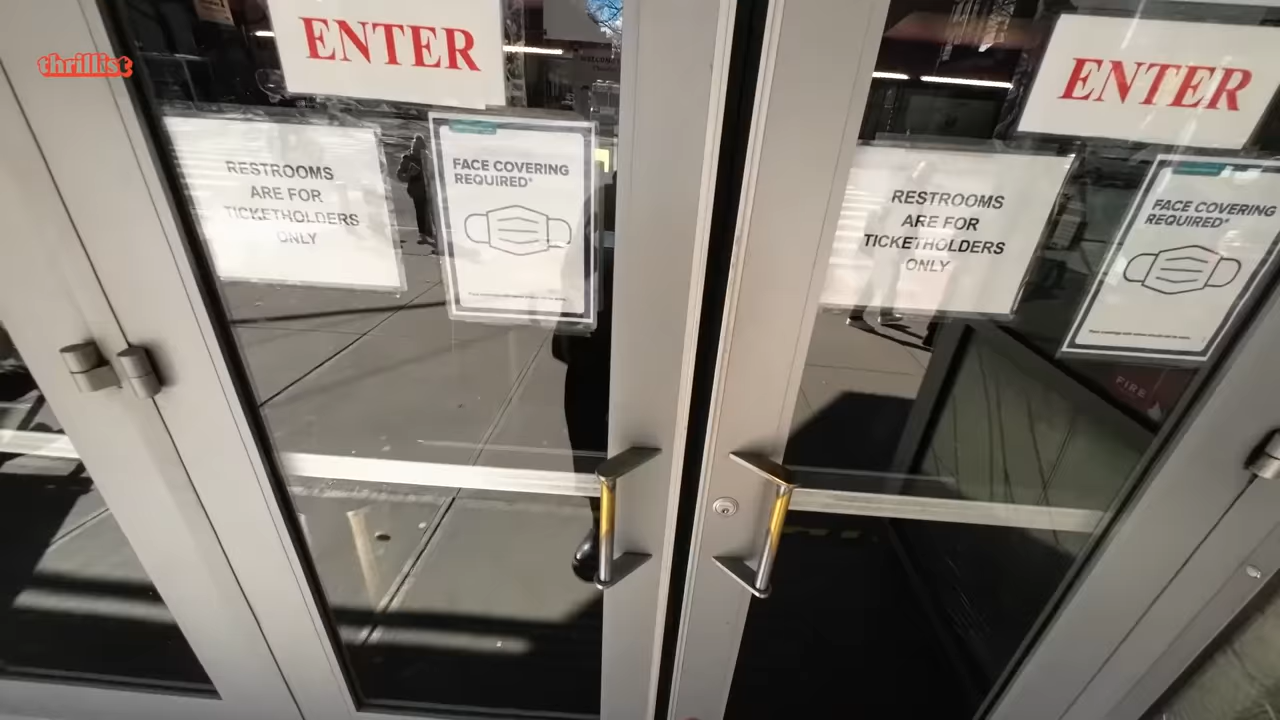 thrillist
ENTER
RESTROOMS
ARE FOR
TICKETHOLDERS
ONLY
FACE COVERING
REQUIRED*
ENTER
RESTROOMS
ARE FOR
TICKETHOLDERS
ONLY
FACE COVERING
REQUIRED*
FIRE